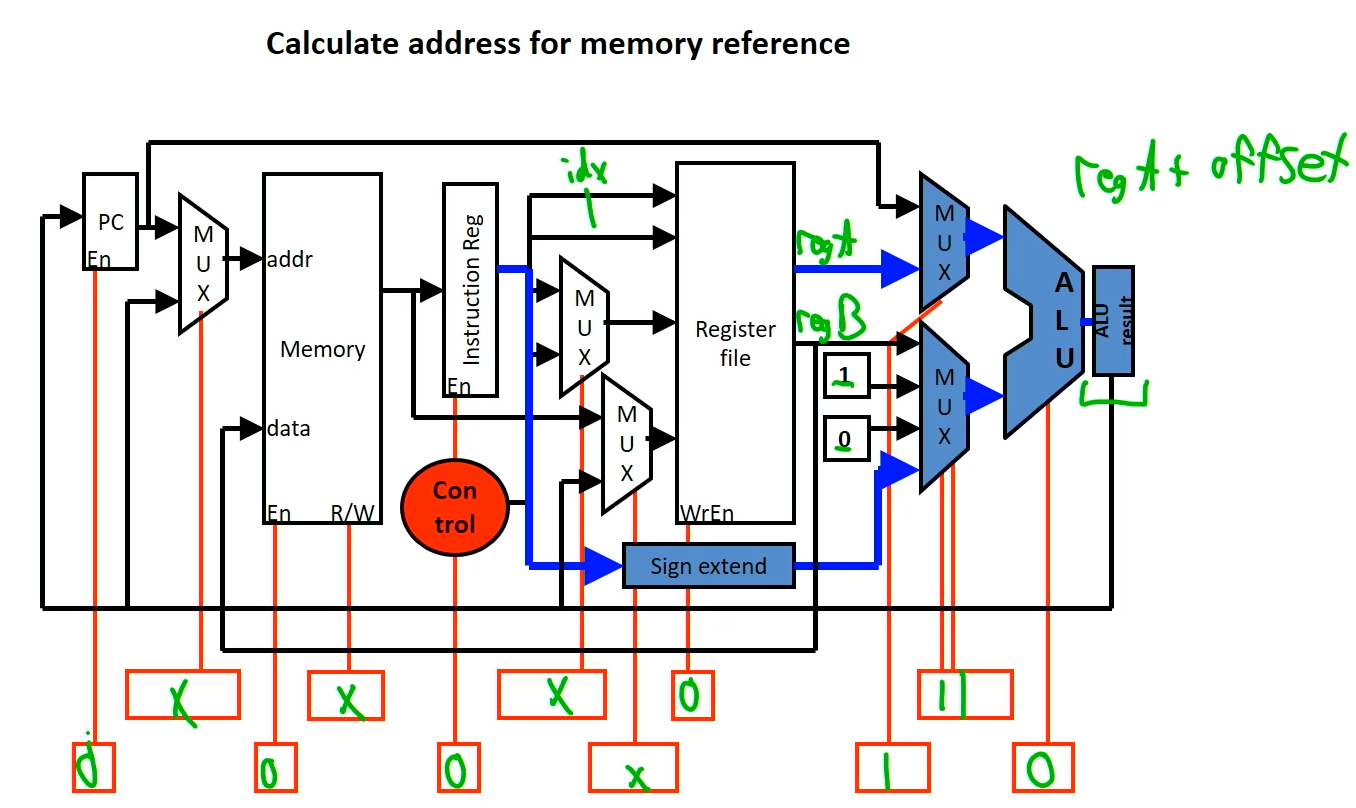 Calculate address for memory reference
regA + offset
idx
PC
En
M
U
X
addr
Memory
data
En
R/W
Instruction Reg
En
Con
trol
M
U
X
M
U
X
Register
file
WrEn
regA
regB
1
0
Sign extend
M
U
X
M
U
X
A
L
U
ALU
result
X
X
X
0
11
0
0
0
x
1
0